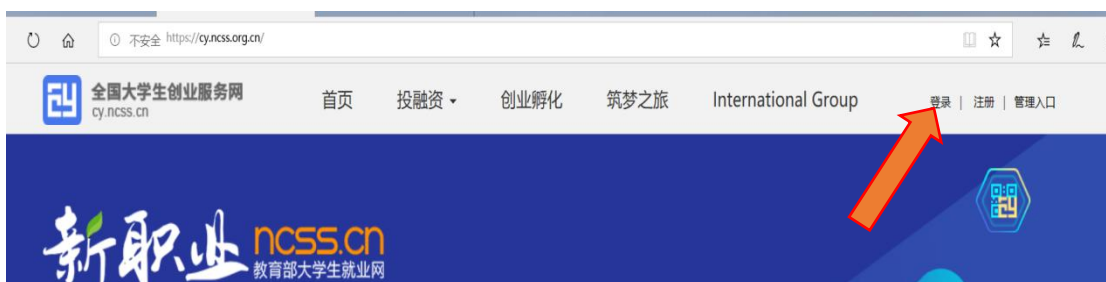 不安全 https://cy.ncss.org.cn/
全国大学生创业服务网
cy.ncss.cn
首页 投融资 创业孵化 筑梦之旅 International Group 登录 | 注册 | 管理入口
新职业 ncss.cn
教育部大学生就业网